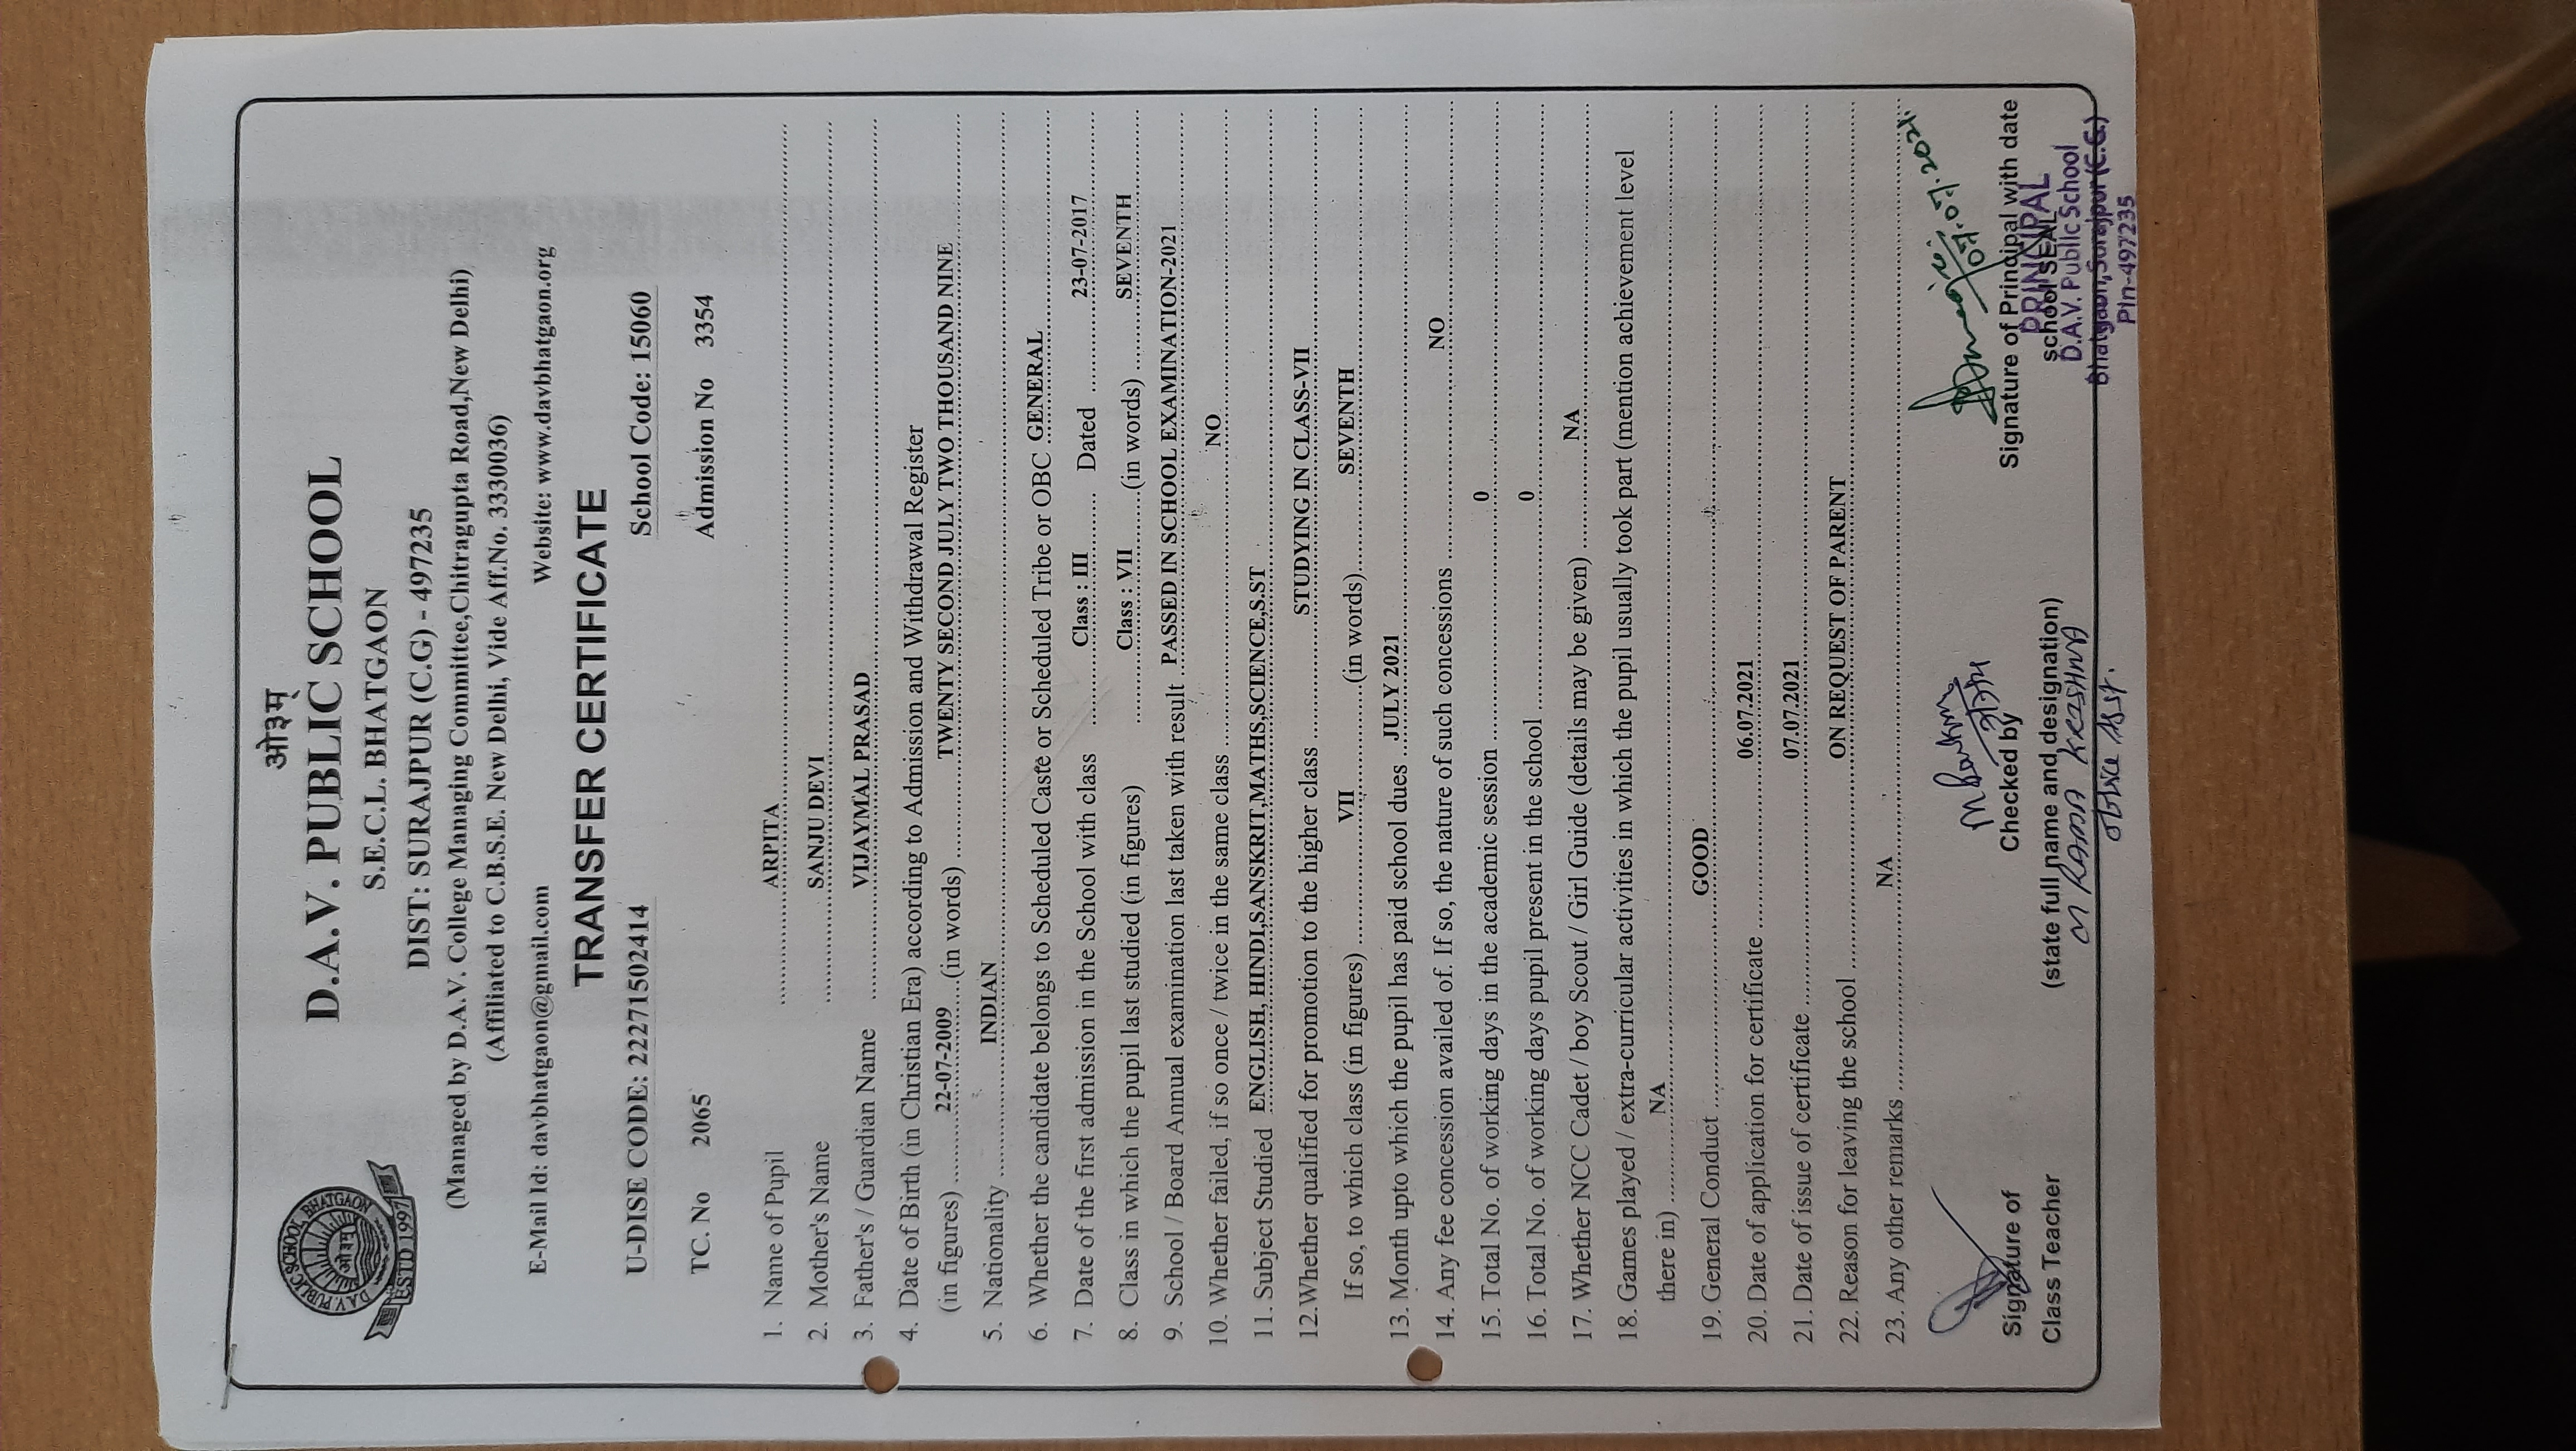 ओ३म्
D.A.V. PUBLIC SCHOOL
S.E.C.L. BHATGAON
DIST: SURAJPUR (C.G) - 497235
(Managed by D.A.V. College Managing Committee,Chitragupta Road,New Delhi)
(Affiliated to C.B.S.E. New Delhi, Vide Aff.No. 3330036)
D.A.V. PUBLIC SCHOOL, BHATGAON
ओ३म्
ESTD 1997
E-Mail Id: davbhatgaon@gmail.com Website: www.davbhatgaon.org
TRANSFER CERTIFICATE
U-DISE CODE: 22271502414 School Code: 15060
TC. No 2065 Admission No 3354
1. Name of Pupil ARPITA
2. Mother's Name SANJU DEVI
3. Father's / Guardian Name VIJAYMAL PRASAD
4. Date of Birth (in Christian Era) according to Admission and Withdrawal Register
(in figures) 22-07-2009 (in words) TWENTY SECOND JULY TWO THOUSAND NINE
5. Nationality INDIAN
6. Whether the candidate belongs to Scheduled Caste or Scheduled Tribe or OBC GENERAL
7. Date of the first admission in the School with class Class : III Dated 23-07-2017
8. Class in which the pupil last studied (in figures) Class : VII (in words) SEVENTH
9. School / Board Annual examination last taken with result PASSED IN SCHOOL EXAMINATION-2021
10. Whether failed, if so once / twice in the same class NO
11. Subject Studied ENGLISH, HINDI,SANSKRIT,MATHS,SCIENCE,S.ST
12.Whether qualified for promotion to the higher class STUDYING IN CLASS-VII
If so, to which class (in figures) VII (in words) SEVENTH
13. Month upto which the pupil has paid school dues JULY 2021
14. Any fee concession availed of. If so, the nature of such concessions NO
15. Total No. of working days in the academic session 0
16. Total No. of working days pupil present in the school 0
17. Whether NCC Cadet / boy Scout / Girl Guide (details may be given) NA
18. Games played / extra-curricular activities in which the pupil usually took part (mention achievement level
there in) NA
19. General Conduct GOOD
20. Date of application for certificate 06.07.2021
21. Date of issue of certificate 07.07.2021
22. Reason for leaving the school ON REQUEST OF PARENT
23. Any other remarks NA
07.07.2021
Signature of Checked by Signature of Principal with date
Class Teacher (state full name and designation) school SEAL
M RAMA KRISHNA
Office Asst.
PRINCIPAL
D.A.V. Public School
Bhatgaon,Surajpur(C.G.)
Pin-497235